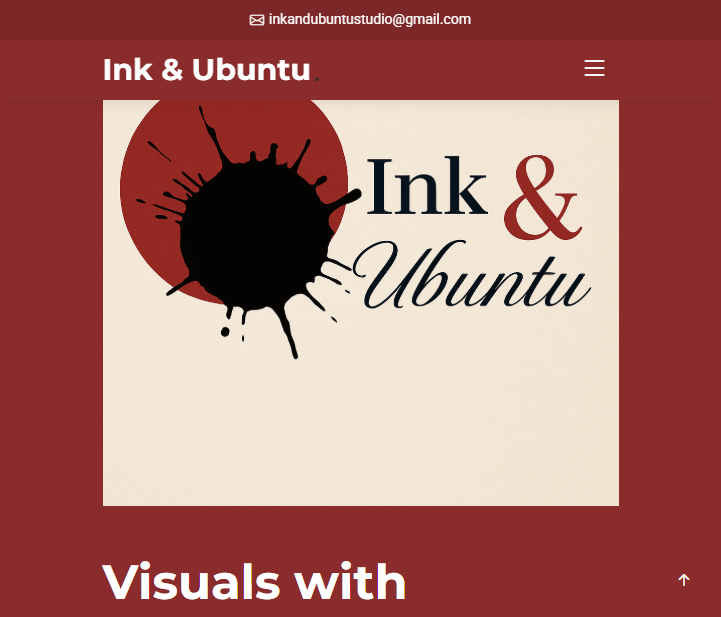 inkandubuntustudio@gmail.com
Ink & Ubuntu.
Ink &
Ubuntu
Visuals with